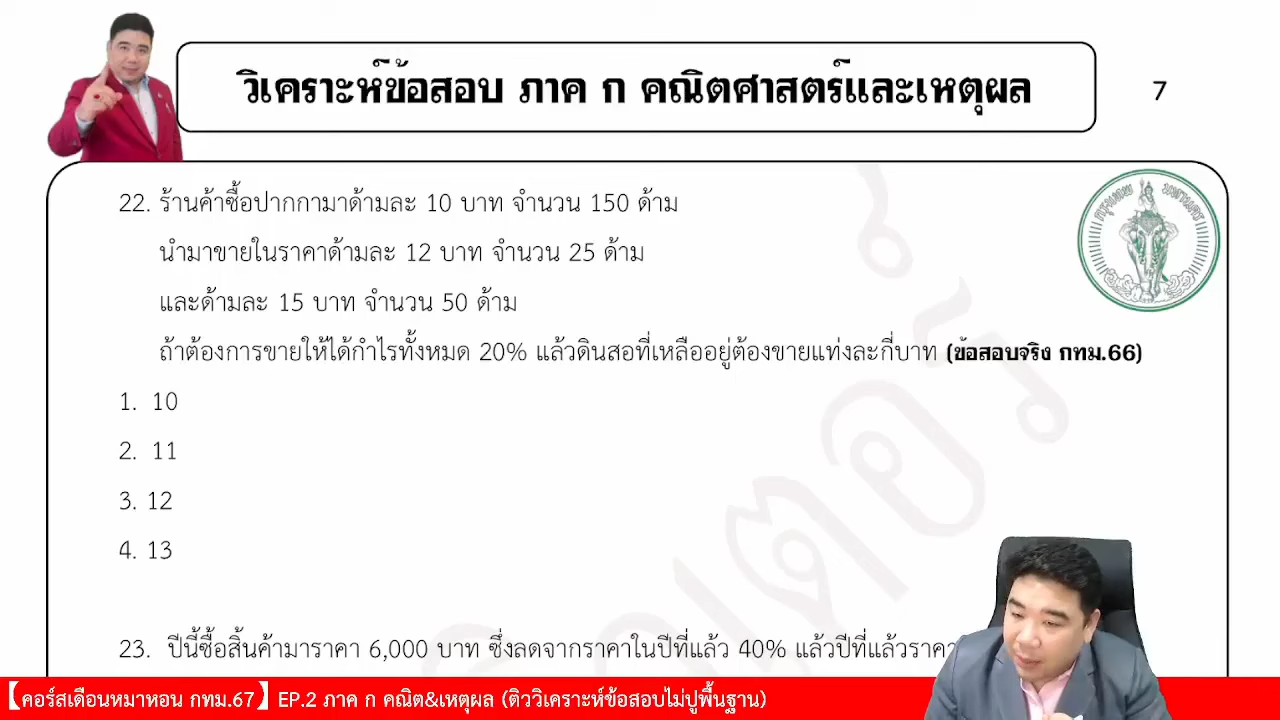 วิเคราะห์ข้อสอบ ภาค ก คณิตศาสตร์และเหตุผล
7
22. ร้านค้าซื้อปากกามาด้ามละ 10 บาท จำนวน 150 ด้าม
นำมาขายในราคาด้ามละ 12 บาท จำนวน 25 ด้าม
และด้ามละ 15 บาท จำนวน 50 ด้าม
ถ้าต้องการขายให้ได้กำไรทั้งหมด 20% แล้วดินสอที่เหลืออยู่ต้องขายแท่งละกี่บาท (ข้อสอบจริง กทม.66)
1. 10
2. 11
3. 12
4. 13
23. ปีนี้ซื้อสิ้นค้ามาราคา 6,000 บาท ซึ่งลดจากราคาในปีที่แล้ว 40% แล้วปีที่แล้วราคา
【คอร์สเดือนหมาหอน กทม.67】 EP.2 ภาค ก คณิต&เหตุผล (ติววิเคราะห์ข้อสอบไม่ปูพื้นฐาน)
กรุงเทพมหานคร